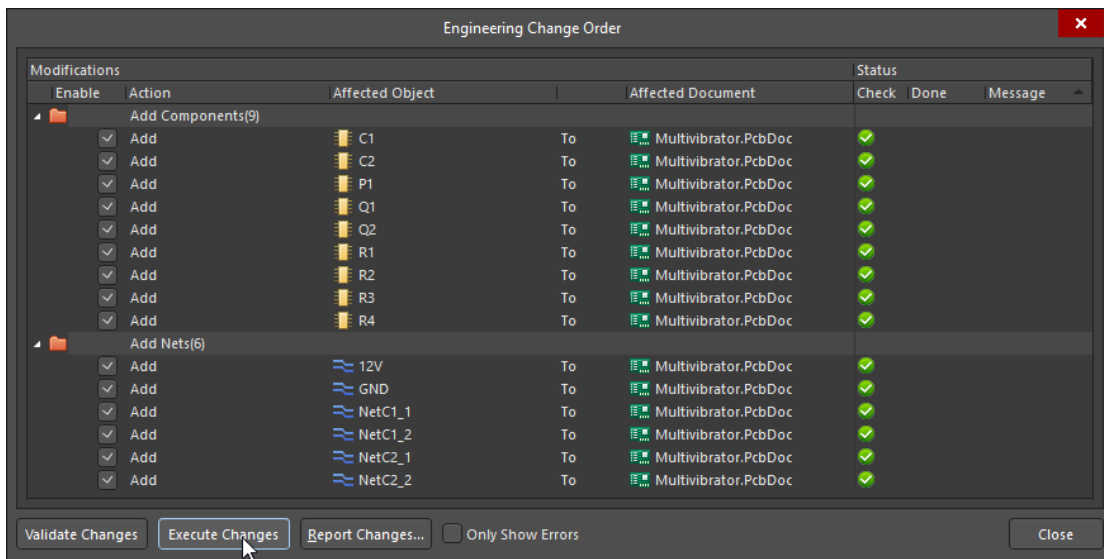 Engineering Change Order
Modifications Status
Enable Action Affected Object Affected Document Check Done Message
Add Components(9)
Add C1 To Multivibrator.PcbDoc
Add C2 To Multivibrator.PcbDoc
Add P1 To Multivibrator.PcbDoc
Add Q1 To Multivibrator.PcbDoc
Add Q2 To Multivibrator.PcbDoc
Add R1 To Multivibrator.PcbDoc
Add R2 To Multivibrator.PcbDoc
Add R3 To Multivibrator.PcbDoc
Add R4 To Multivibrator.PcbDoc
Add Nets(6)
Add 12V To Multivibrator.PcbDoc
Add GND To Multivibrator.PcbDoc
Add NetC1_1 To Multivibrator.PcbDoc
Add NetC1_2 To Multivibrator.PcbDoc
Add NetC2_1 To Multivibrator.PcbDoc
Add NetC2_2 To Multivibrator.PcbDoc
Validate Changes Execute Changes Report Changes... Only Show Errors Close